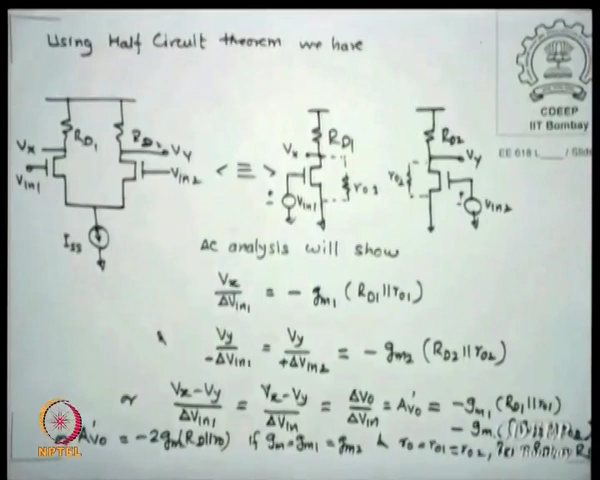 Using Half Circuit theorem we have
CDEEP
IIT Bombay
EE 618 L____ / Slide
RD1
Vx
Vin1
RD2
Vy
Vin2
ISS
< ≡ >
RD1
Vx
Vin1
RD2
Vy
ro2
Vin2
AC analysis will show
Vx/ΔVin1 = - gm1 (RD1 || ro1)
Vy/-ΔVin1 = Vy/+ΔVin2 = - gm2 (RD2 || ro2)
or Vx-Vy/ΔVin1 = Vx-Vy/ΔVin = ΔVo/ΔVin = A'vo = -gm1 (RD1 || ro1)
A'vo = -2gm(RD||ro) if gm = gm1 = gm2 & ro = ro1 = ro2,
NPTEL